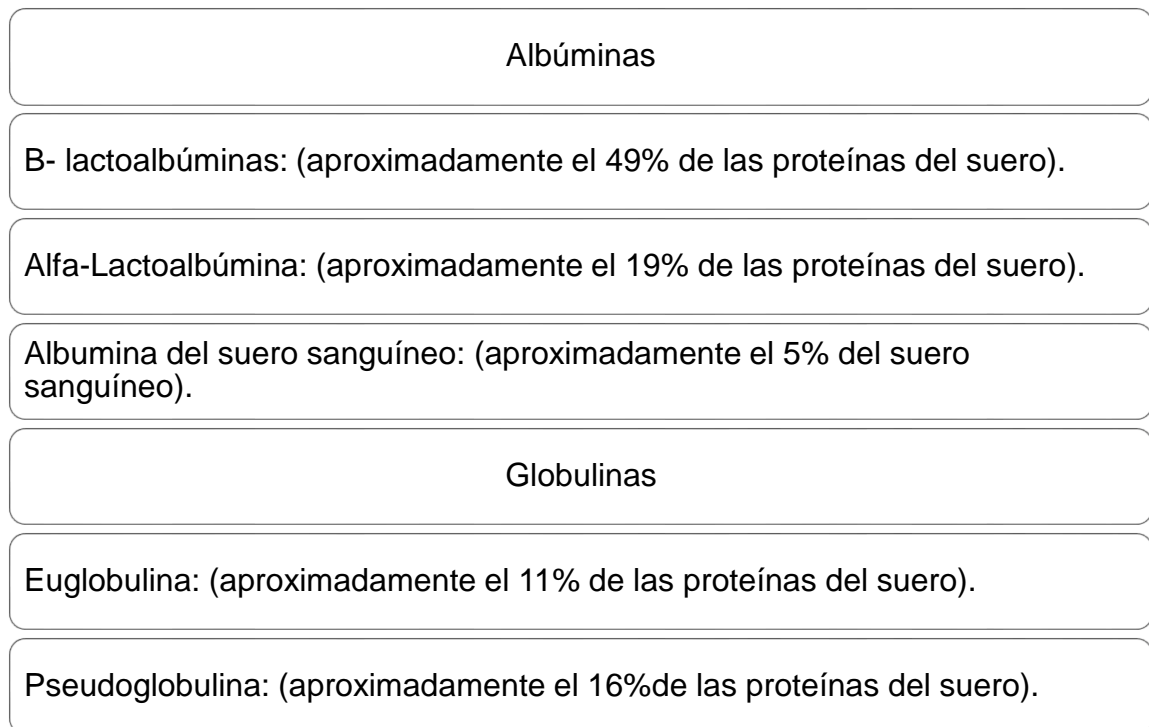 Albúminas
B- lactoalbúminas: (aproximadamente el 49% de las proteínas del suero).
Alfa-Lactoalbúmina: (aproximadamente el 19% de las proteínas del suero).
Albumina del suero sanguíneo: (aproximadamente el 5% del suero
sanguíneo).
Globulinas
Euglobulina: (aproximadamente el 11% de las proteínas del suero).
Pseudoglobulina: (aproximadamente el 16%de las proteínas del suero).